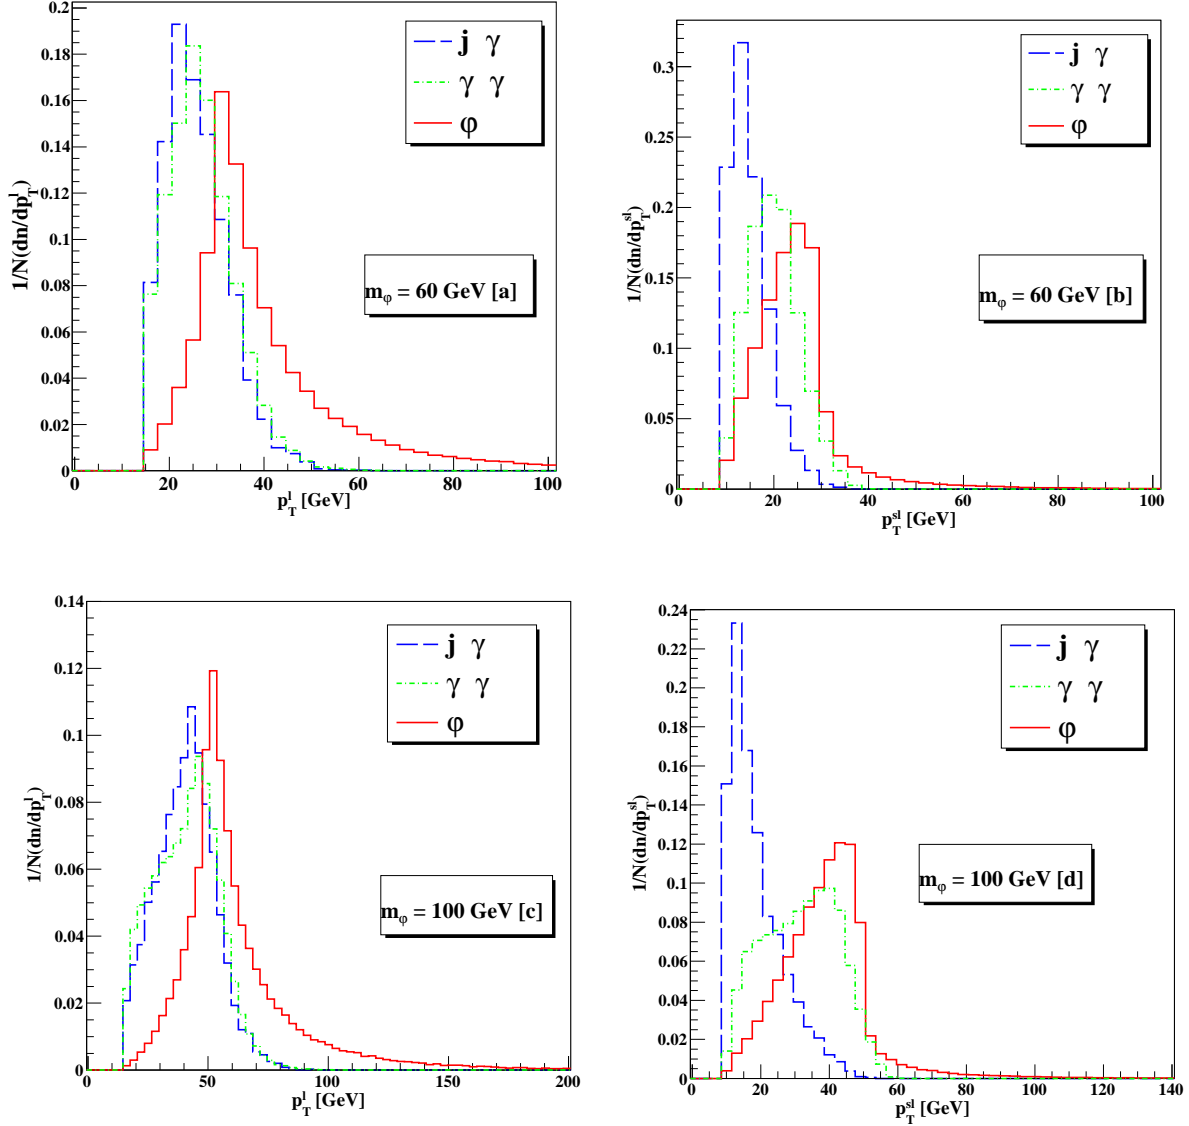 0.2
0.18
0.16
0.14
0.12
0.1
0.08
0.06
0.04
0.02
0
0 20 40 60 80 100
1/N(dn/dp_T^l)
p_T^l [GeV]
j γ
γ γ
φ
m_φ = 60 GeV [a]
0.3
0.25
0.2
0.15
0.1
0.05
0
0 20 40 60 80 100
1/N(dn/dp_T^sl)
p_T^sl [GeV]
j γ
γ γ
φ
m_φ = 60 GeV [b]
0.14
0.12
0.1
0.08
0.06
0.04
0.02
0
0 50 100 150 200
1/N(dn/dp_T^l)
p_T^l [GeV]
j γ
γ γ
φ
m_φ = 100 GeV [c]
0.24
0.22
0.2
0.18
0.16
0.14
0.12
0.1
0.08
0.06
0.04
0.02
0
0 20 40 60 80 100 120 140
1/N(dn/dp_T^sl)
p_T^sl [GeV]
j γ
γ γ
φ
m_φ = 100 GeV [d]